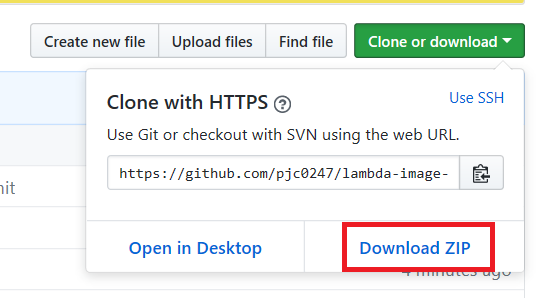 Create new file Upload files Find file Clone or download
Clone with HTTPS ?
Use SSH
Use Git or checkout with SVN using the web URL.
https://github.com/pjc0247/lambda-image-
Open in Desktop Download ZIP
4 minutes ago